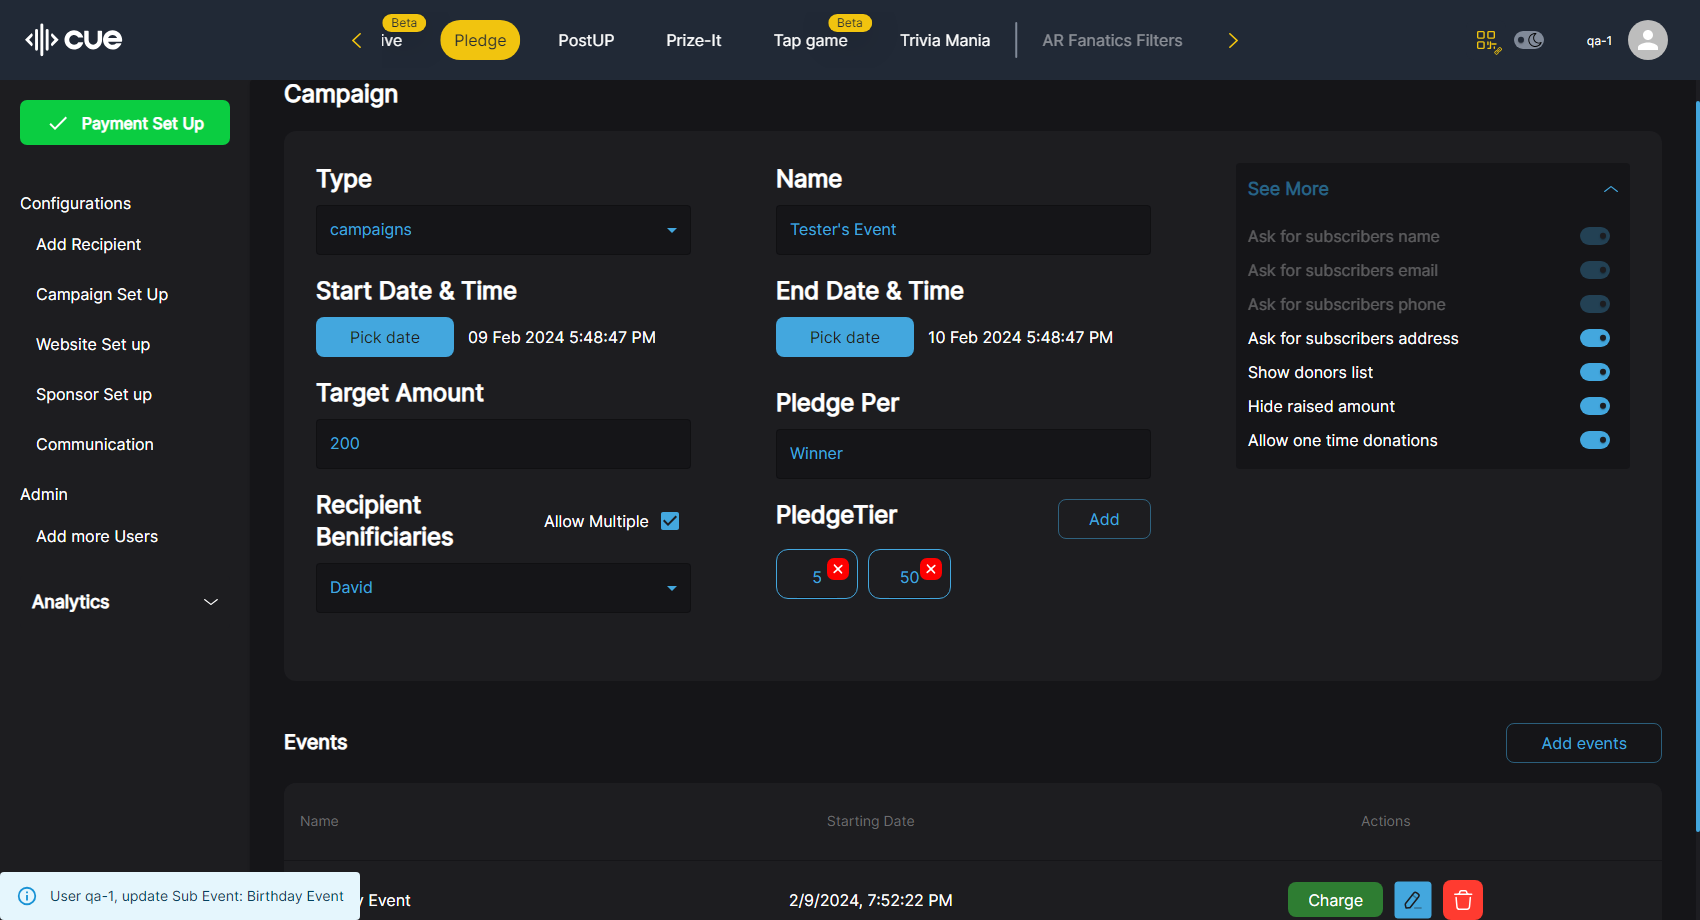 cue
Beta
ive
Pledge
PostUP
Prize-It
Beta
Tap game
Trivia Mania
AR Fanatics Filters
qa-1
Payment Set Up
Configurations
Add Recipient
Campaign Set Up
Website Set up
Sponsor Set up
Communication
Admin
Add more Users
Analytics
Campaign
Type
campaigns
Name
Tester's Event
Start Date & Time
Pick date
09 Feb 2024 5:48:47 PM
End Date & Time
Pick date
10 Feb 2024 5:48:47 PM
Target Amount
200
Pledge Per
Winner
Recipient
Benificiaries
Allow Multiple
David
PledgeTier
Add
5
50
See More
Ask for subscribers name
Ask for subscribers email
Ask for subscribers phone
Ask for subscribers address
Show donors list
Hide raised amount
Allow one time donations
Events
Add events
Name
Starting Date
Actions
y Event
2/9/2024, 7:52:22 PM
Charge
User qa-1, update Sub Event: Birthday Event